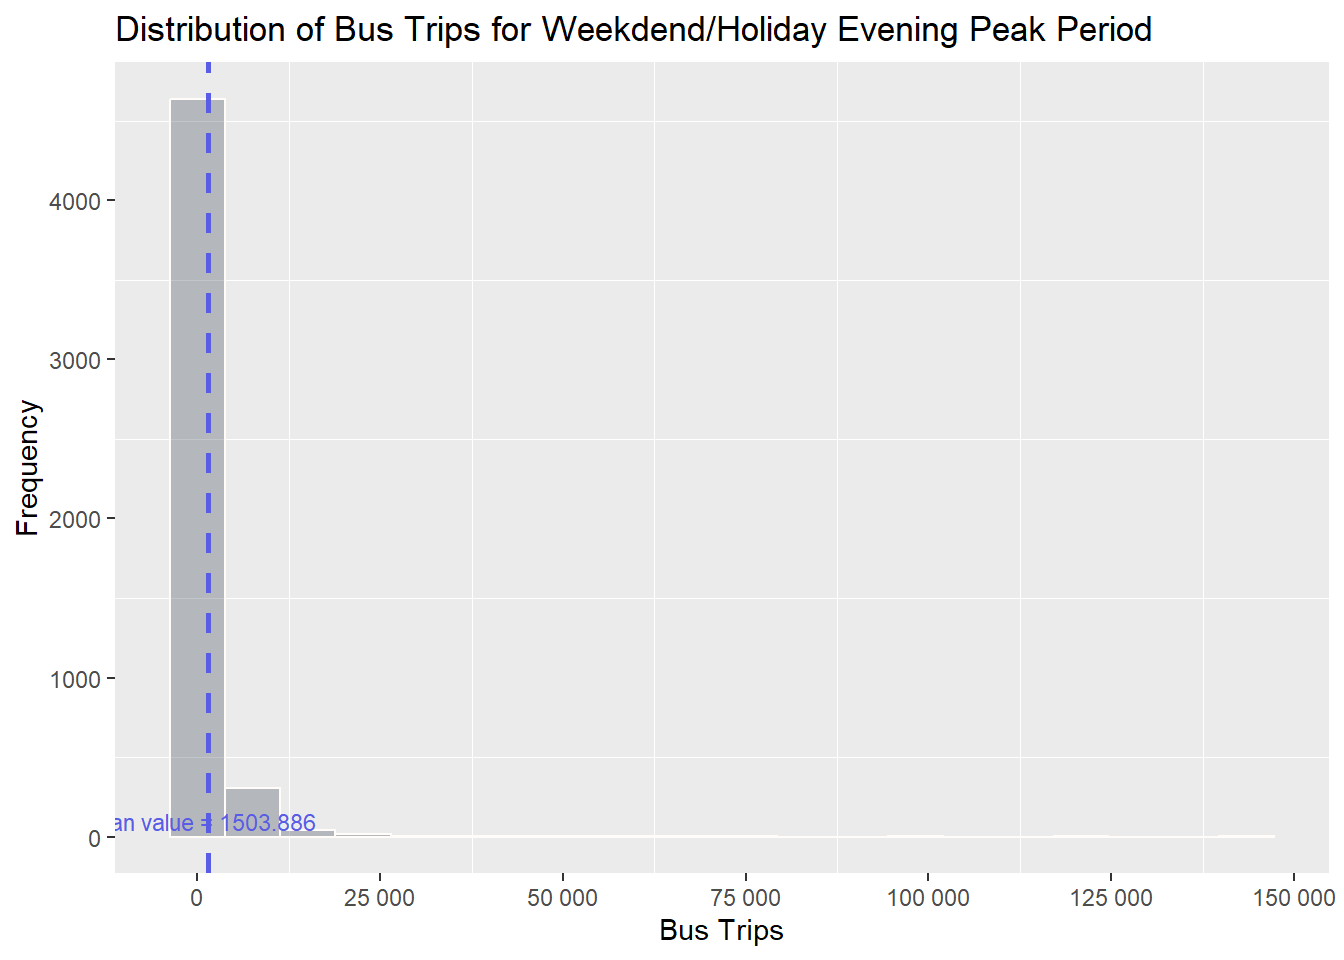 Distribution of Bus Trips for Weekdend/Holiday Evening Peak Period
Frequency
4000
3000
2000
1000
0
an value = 1503.886
0 25 000 50 000 75 000 100 000 125 000 150 000
Bus Trips